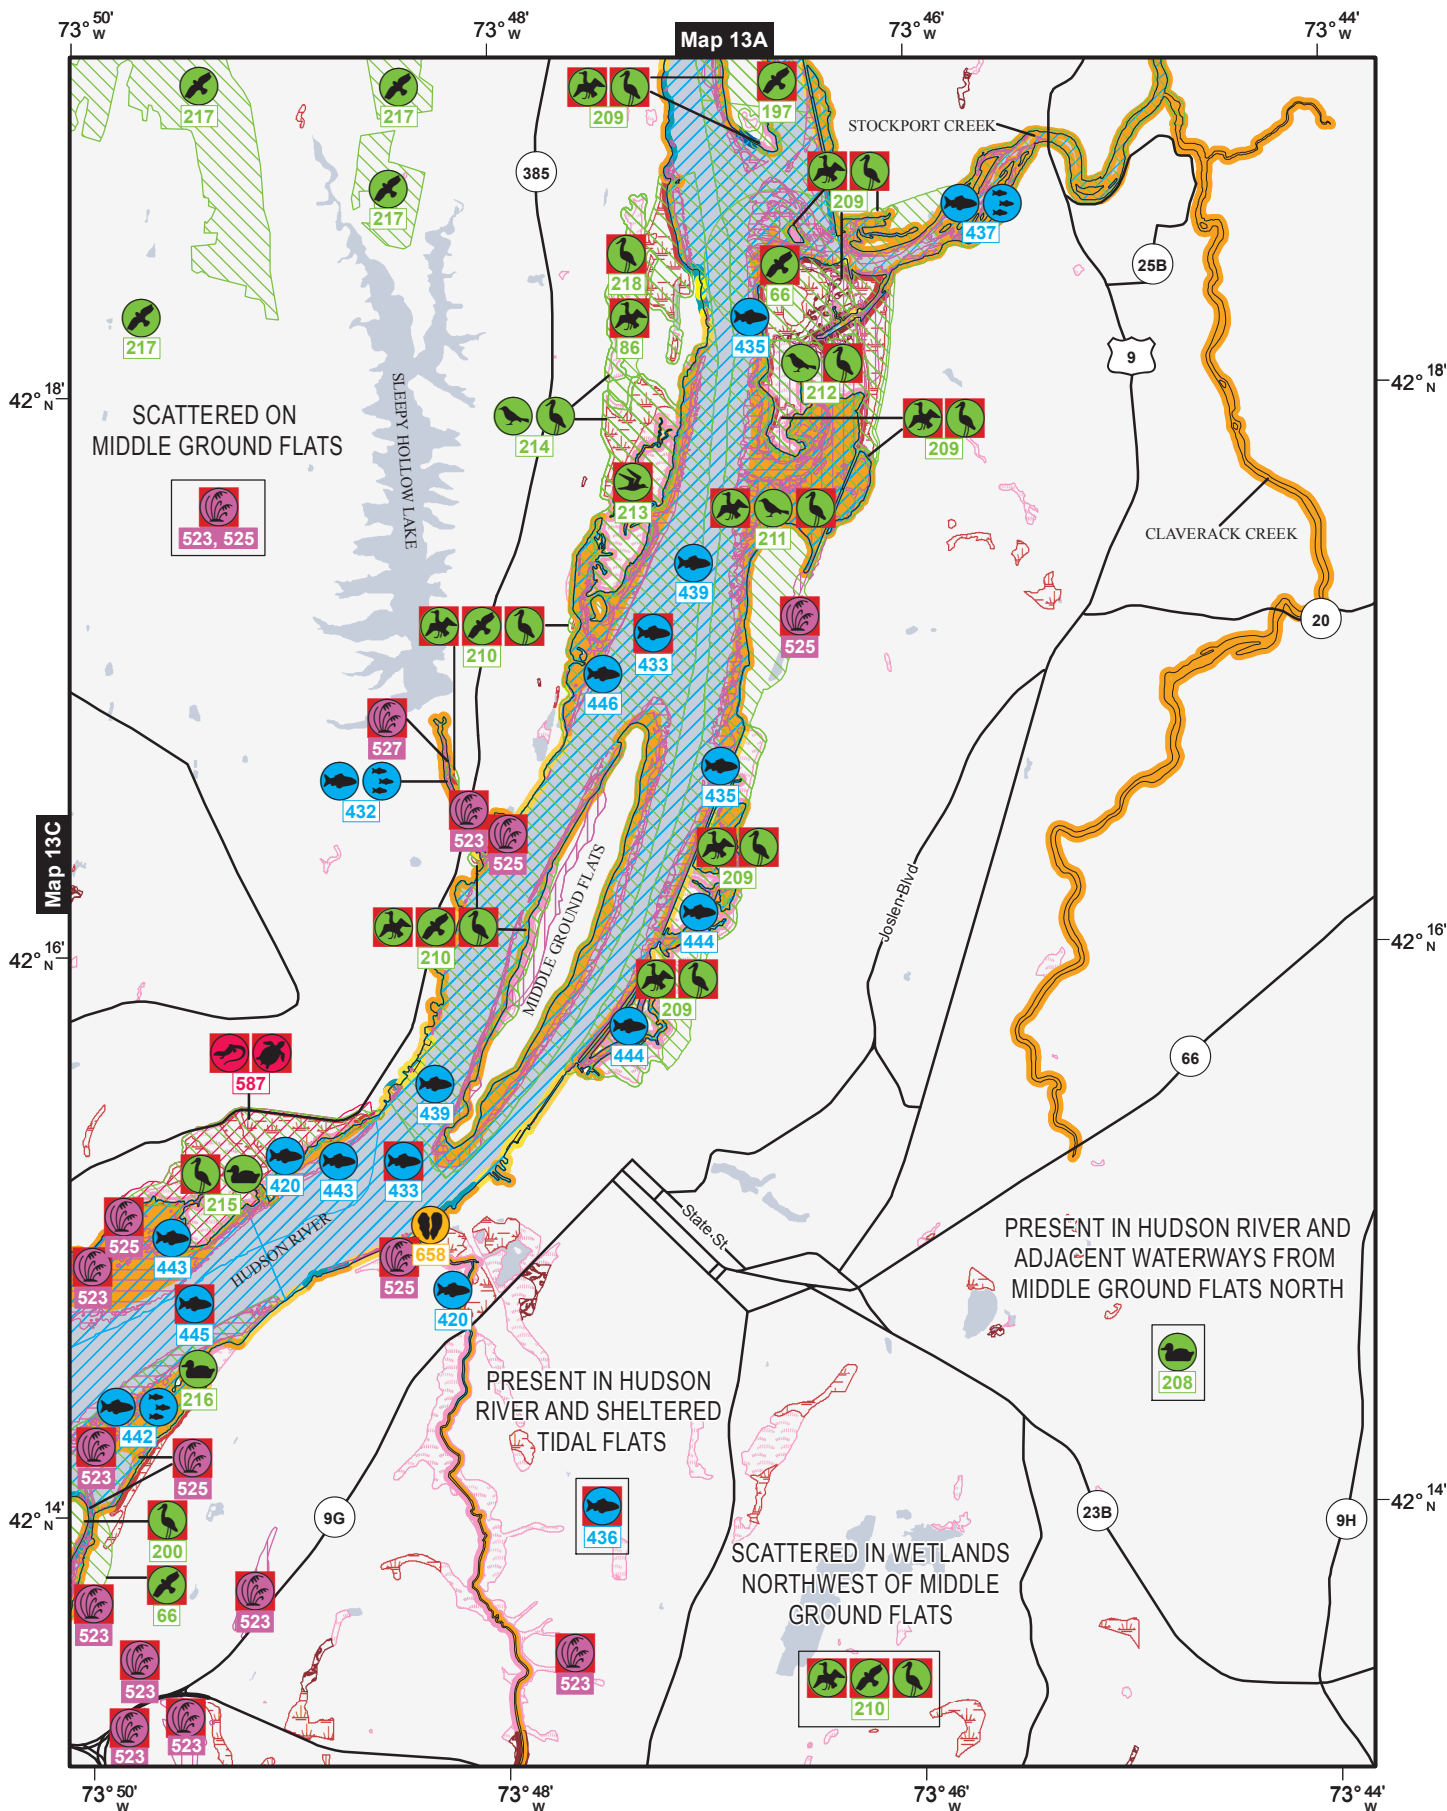 73°50' W
73°48' W
73°46' W
73°44' W
Map 13A
217
217
209
197
STOCKPORT CREEK
385
217
209
437
218
66
25B
217
86
435
9
42°18' N
42°18' N
212
SLEEPY HOLLOW LAKE
SCATTERED ON
MIDDLE GROUND FLATS
214
209
213
523, 525
211
CLAVERACK CREEK
439
210
433
525
20
446
527
435
432
523
525
Map 13C
MIDDLE GROUND FLATS
209
Joslen Blvd
444
210
42°16' N
42°16' N
209
444
66
587
439
420
443
433
215
525
State St
HUDSON RIVER
PRESENT IN HUDSON RIVER AND
ADJACENT WATERWAYS FROM
MIDDLE GROUND FLATS NORTH
443
658
523
525
445
420
208
216
PRESENT IN HUDSON
RIVER AND SHELTERED
TIDAL FLATS
442
523
525
436
42°14' N
42°14' N
9G
23B
9H
200
SCATTERED IN WETLANDS
NORTHWEST OF MIDDLE
GROUND FLATS
66
523
523
523
523
210
523
523
73°50' W
73°48' W
73°46' W
73°44' W